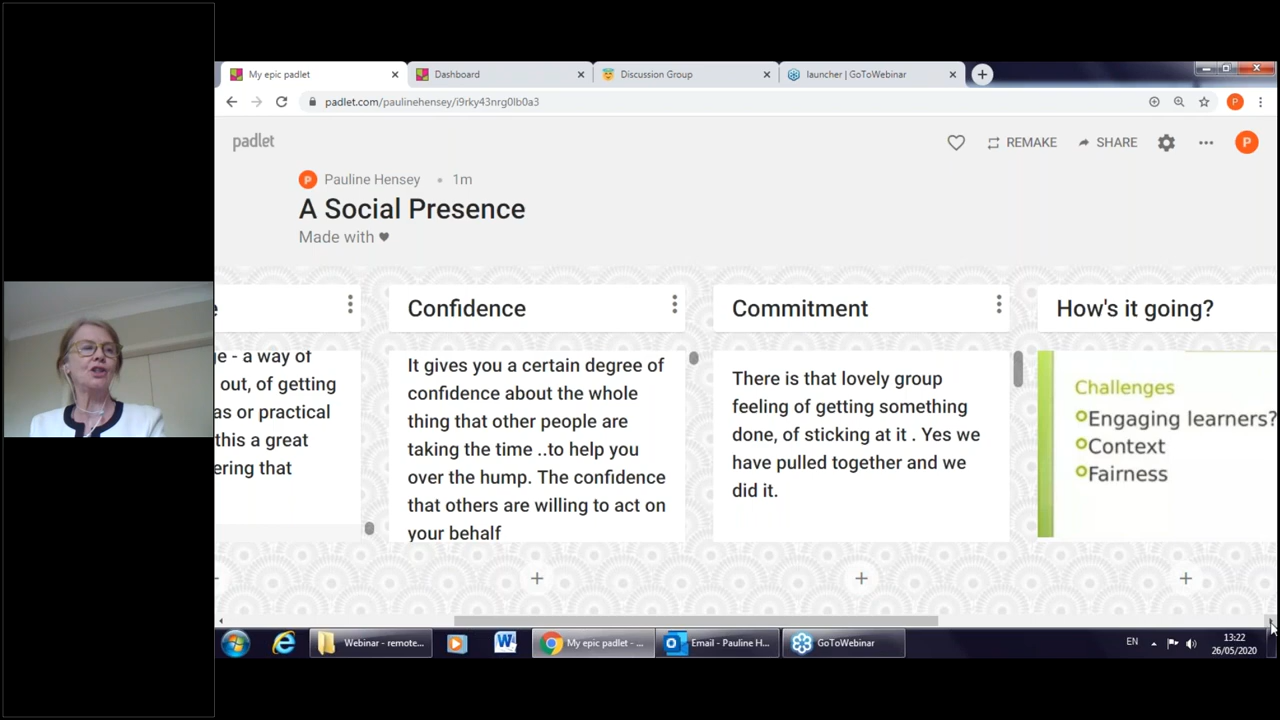 My epic padlet
Dashboard
Discussion Group
launcher | GoToWebinar
padlet.com/paulinehensey/i9rky43nrg0lb0a3
P
padlet
REMAKE
SHARE
P
P
Pauline Hensey • 1m
A Social Presence
Made with ♥
e
Confidence
Commitment
How's it going?
ge - a way of
out, of getting
as or practical
this a great
ering that
It gives you a certain degree of
confidence about the whole
thing that other people are
taking the time ..to help you
over the hump. The confidence
that others are willing to act on
your behalf
There is that lovely group
feeling of getting something
done, of sticking at it . Yes we
have pulled together and we
did it.
Challenges
Engaging learners?
Context
Fairness
Webinar - remote...
My epic padlet - ...
Email - Pauline H...
GoToWebinar
EN
13:22
26/05/2020